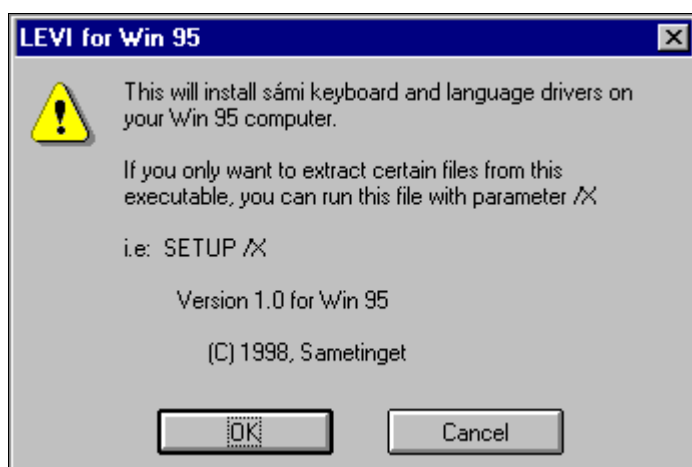 LEVI for Win 95
This will install sámi keyboard and language drivers on
your Win 95 computer.
If you only want to extract certain files from this
executable, you can run this file with parameter /X
i.e: SETUP /X
Version 1.0 for Win 95
(C) 1998, Sametinget
OK Cancel